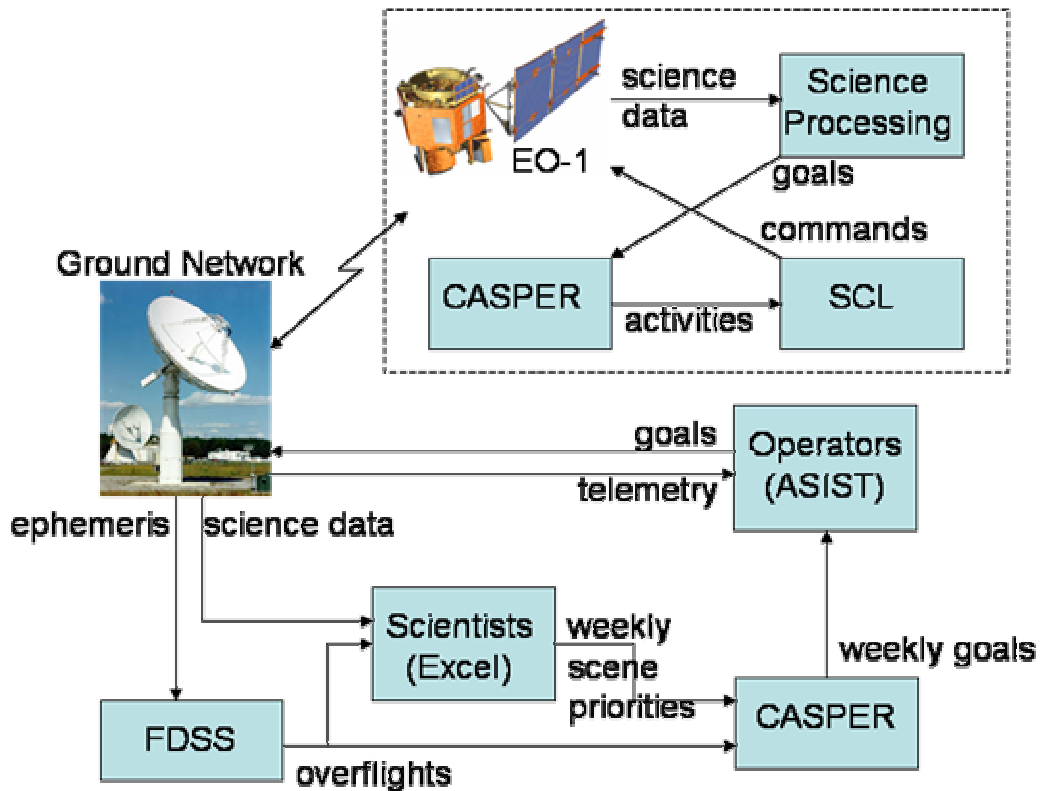 science
data
Science
Processing
EO-1
goals
commands
Ground Network
CASPER
activities
SCL
goals
telemetry
Operators
(ASIST)
ephemeris
science data
Scientists
(Excel)
weekly
scene
priorities
weekly goals
FDSS
overflights
CASPER